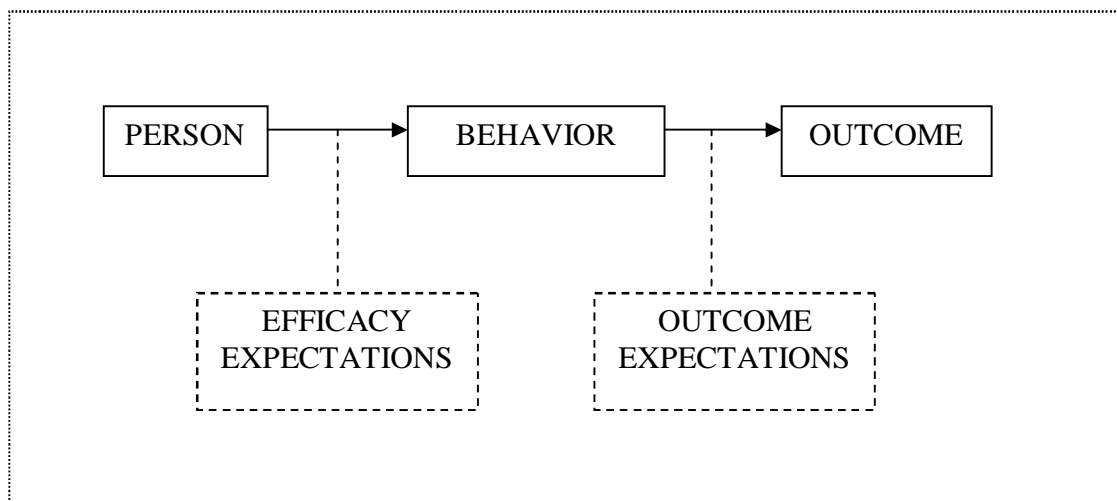 PERSON
BEHAVIOR
OUTCOME
EFFICACY
EXPECTATIONS
OUTCOME
EXPECTATIONS